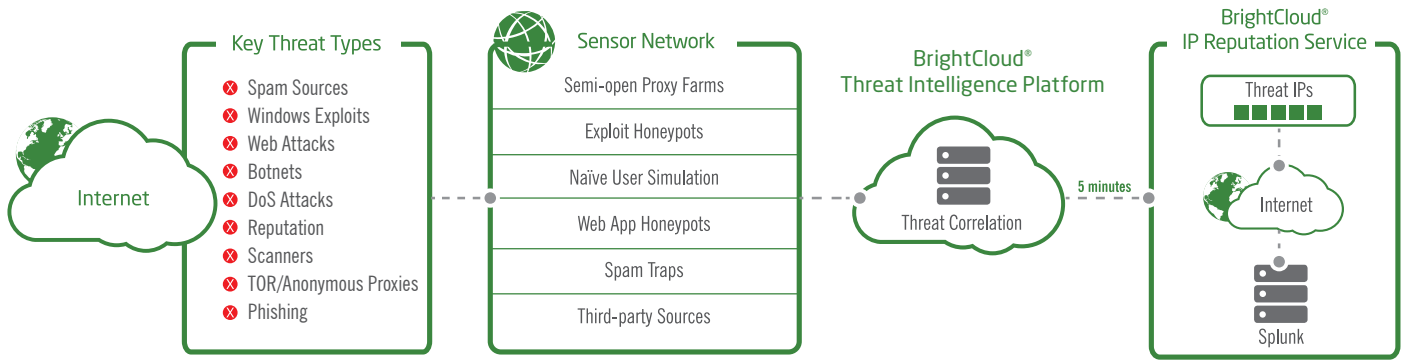 Internet
Key Threat Types
Spam Sources
Windows Exploits
Web Attacks
Botnets
DoS Attacks
Reputation
Scanners
TOR/Anonymous Proxies
Phishing
Sensor Network
Semi-open Proxy Farms
Exploit Honeypots
Naïve User Simulation
Web App Honeypots
Spam Traps
Third-party Sources
BrightCloud®
Threat Intelligence Platform
Threat Correlation
5 minutes
BrightCloud®
IP Reputation Service
Threat IPs
Internet
Splunk